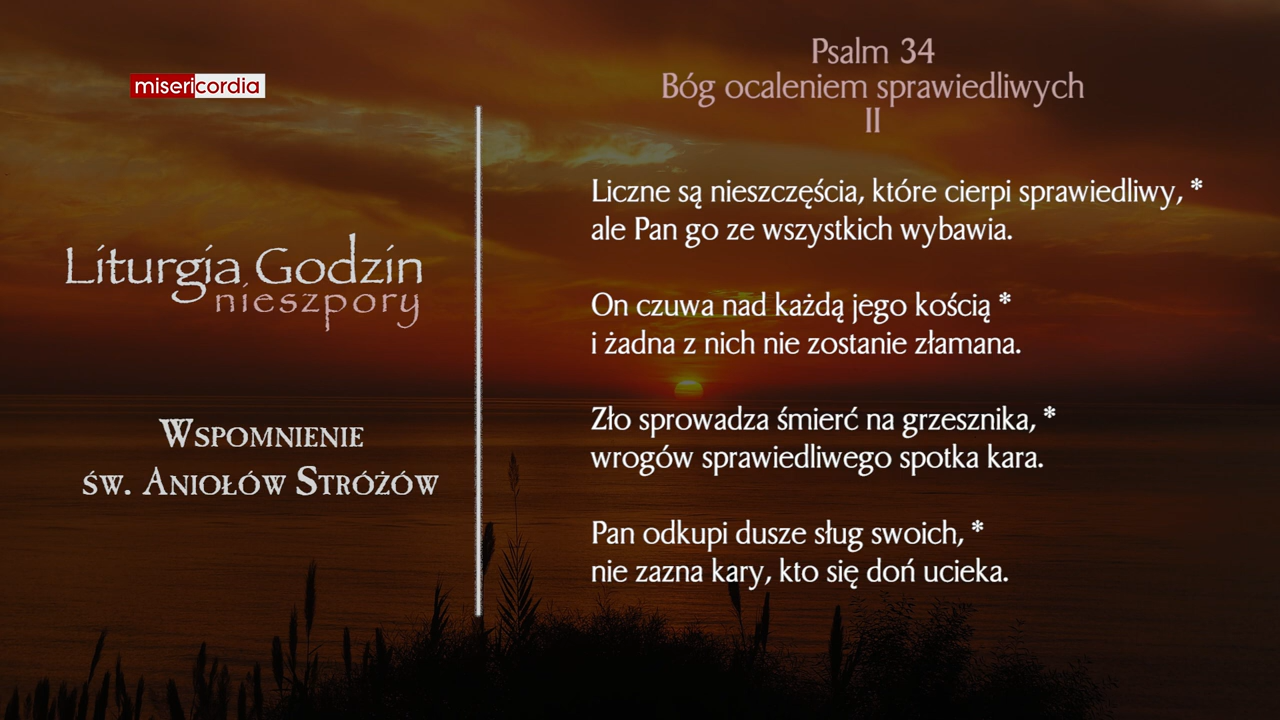 misericordia
Liturgia Godzin
nieszpory
Wspomnienie
św. Aniołów Stróżów
Psalm 34
Bóg ocaleniem sprawiedliwych
II
Liczne są nieszczęścia, które cierpi sprawiedliwy, *
ale Pan go ze wszystkich wybawia.
On czuwa nad każdą jego kością *
i żadna z nich nie zostanie złamana.
Zło sprowadza śmierć na grzesznika, *
wrogów sprawiedliwego spotka kara.
Pan odkupi dusze sług swoich, *
nie zazna kary, kto się doń ucieka.